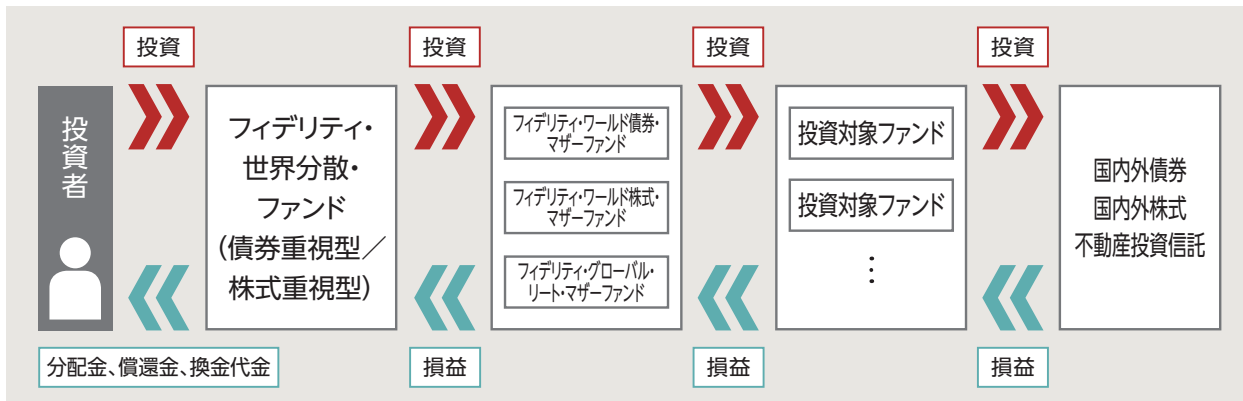 投資
投資
投資
投資
投資者
フィデリティ・
世界分散・
ファンド
(債券重視型／
株式重視型)
フィデリティ・ワールド債券・
マザーファンド
フィデリティ・ワールド株式・
マザーファンド
フィデリティ・グローバル・
リート・マザーファンド
投資対象ファンド
投資対象ファンド
⋮
国内外債券
国内外株式
不動産投資信託
分配金、償還金、換金代金
損益
損益
損益